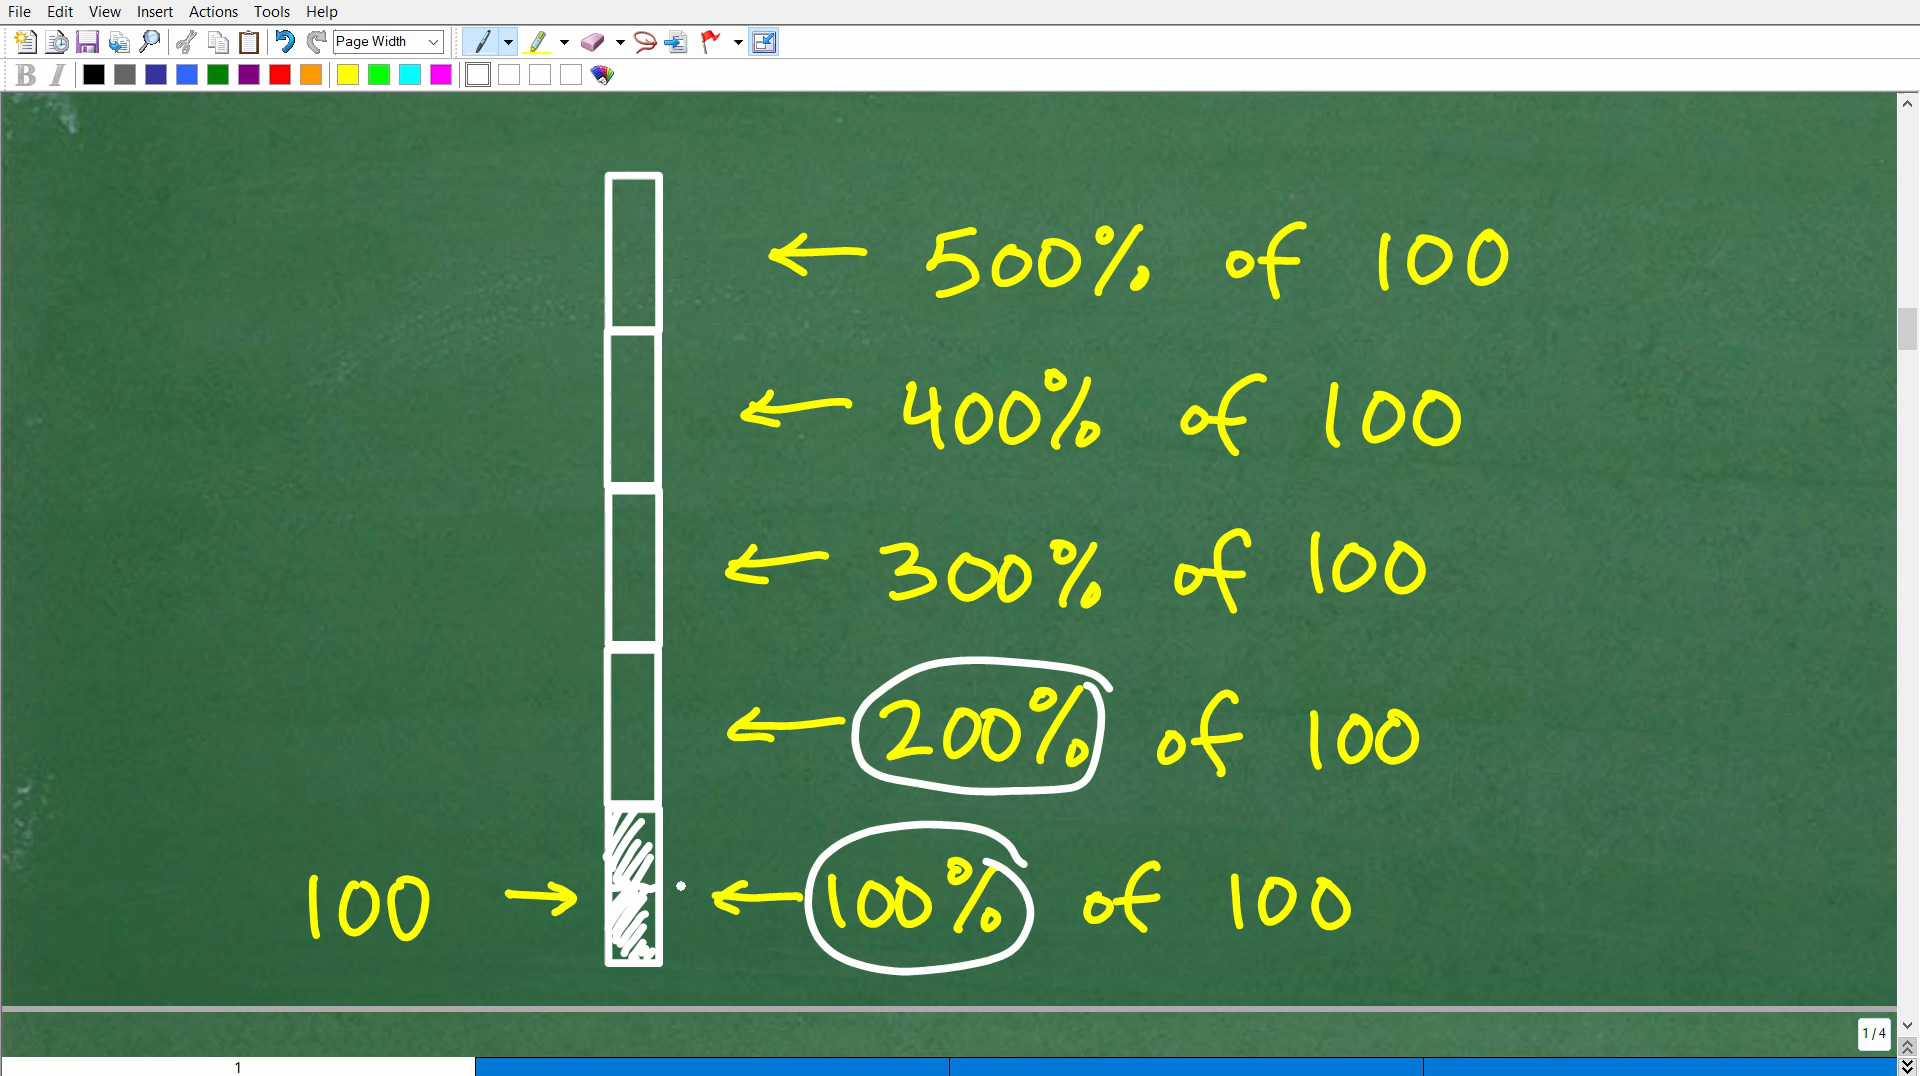 File Edit View Insert Actions Tools Help
Page Width
B I
← 500% of 100
← 400% of 100
← 300% of 100
← 200% of 100
100 → ← 100% of 100
1 / 4
1